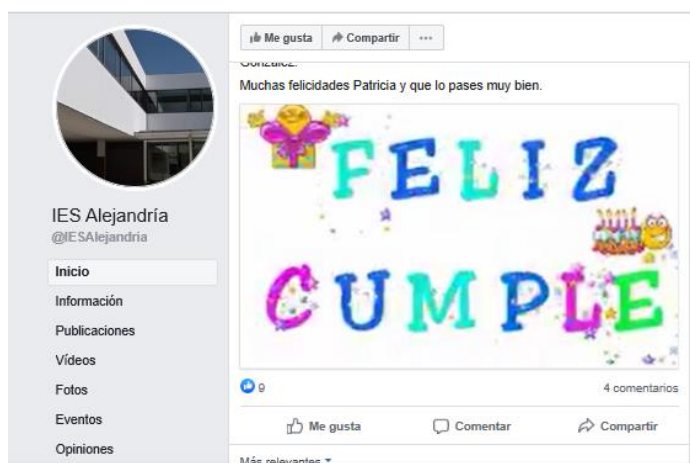 Me gusta Compartir ...
González.
Muchas felicidades Patricia y que lo pases muy bien.
FELIZ
CUMPLE
IES Alejandría
@IESAlejandria
Inicio
Información
Publicaciones
Vídeos
Fotos
Eventos
Opiniones
9 4 comentarios
Me gusta Comentar Compartir
Más relevantes